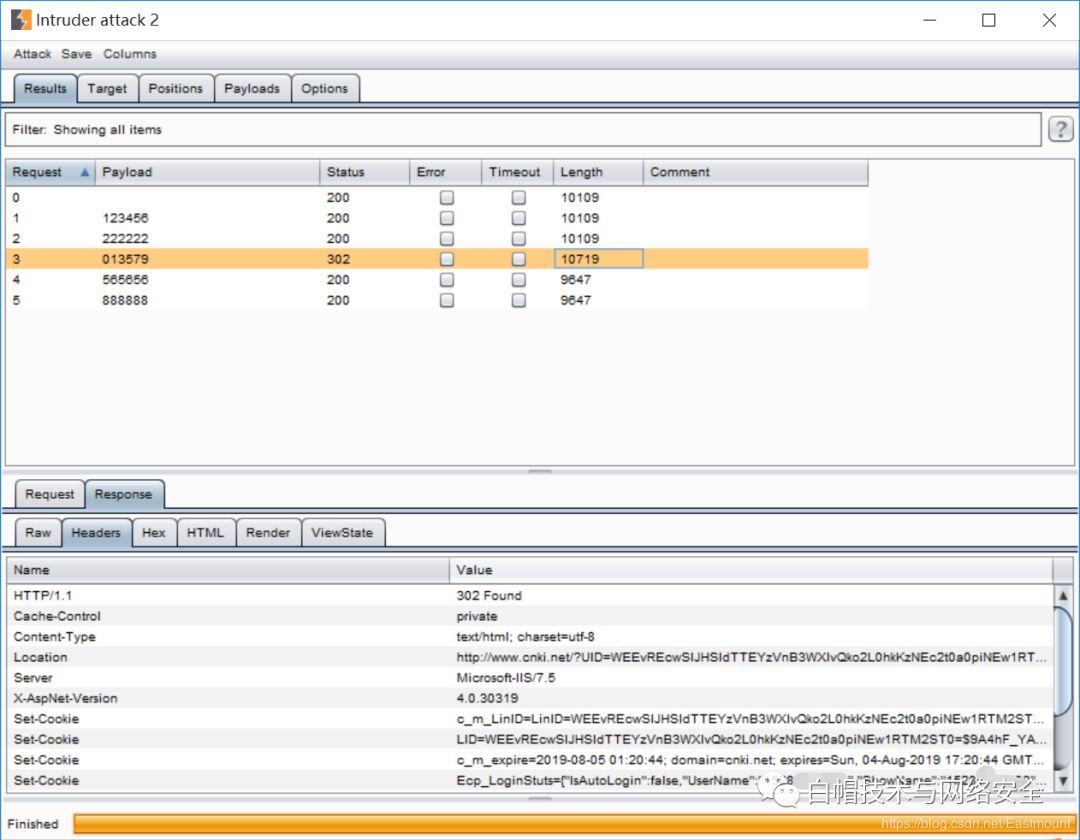 Intruder attack 2
Attack Save Columns
Results Target Positions Payloads Options
Filter: Showing all items ?
Request Payload Status Error Timeout Length Comment
0 200 10109
1 123456 200 10109
2 222222 200 10109
3 013579 302 10719
4 565656 200 9647
5 888888 200 9647
Request Response
Raw Headers Hex HTML Render ViewState
Name Value
HTTP/1.1 302 Found
Cache-Control private
Content-Type text/html; charset=utf-8
Location http://www.cnki.net/?UID=WEEvREcwSlJHSldTTEYzVnB3WXlvQko2L0hkKzNEc2t0a0piNEw1RT...
Server Microsoft-IIS/7.5
X-AspNet-Version 4.0.30319
Set-Cookie c_m_LinID=LinID=WEEvREcwSlJHSldTTEYzVnB3WXlvQko2L0hkKzNEc2t0a0piNEw1RTM2ST...
Set-Cookie LID=WEEvREcwSlJHSldTTEYzVnB3WXlvQko2L0hkKzNEc2t0a0piNEw1RTM2ST0=$9A4hF_YA...
Set-Cookie c_m_expire=2019-08-05 01:20:44; domain=cnki.net; expires=Sun, 04-Aug-2019 17:20:44 GMT...
Set-Cookie Ecp_LoginStuts={"IsAutoLogin":false,"UserName":
白帽技术与网络安全
Finished
https://blog.csdn.net/Eastmount